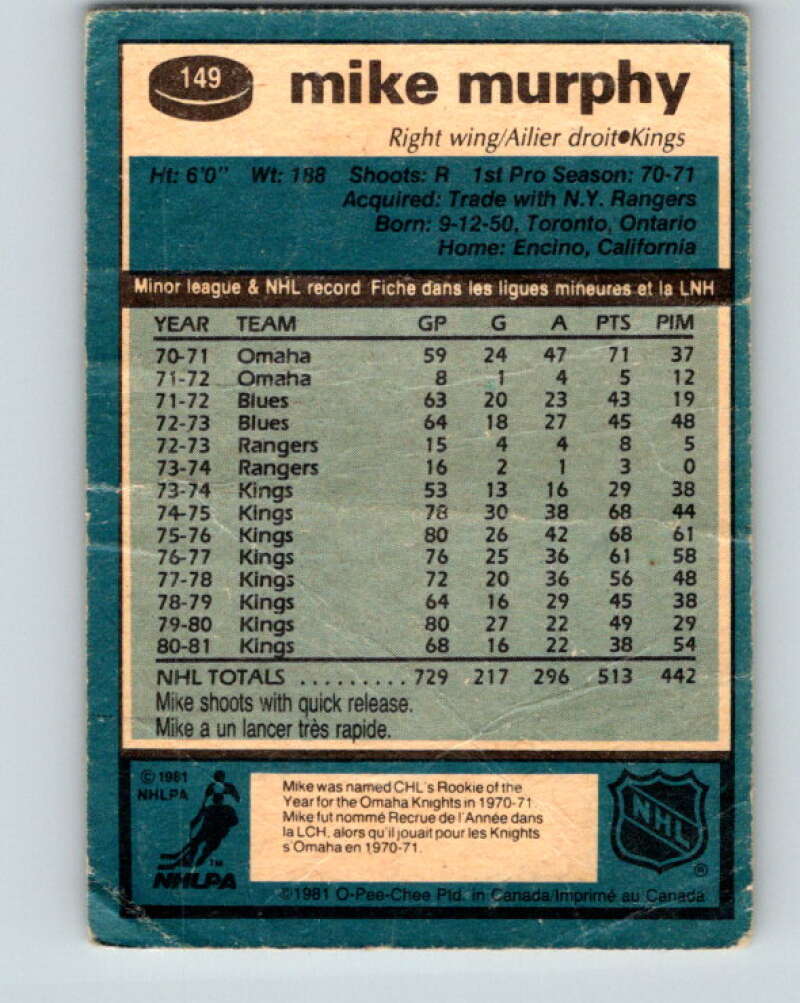 149
mike murphy
Right wing/Ailier droit●Kings
Ht: 6'0" Wt: 188 Shoots: R 1st Pro Season: 70-71
Acquired: Trade with N.Y. Rangers
Born: 9-12-50, Toronto, Ontario
Home: Encino, California
Minor league & NHL record Fiche dans les ligues mineures et la LNH
YEAR TEAM GP G A PTS PIM
70-71 Omaha 59 24 47 71 37
71-72 Omaha 8 1 4 5 12
71-72 Blues 63 20 23 43 19
72-73 Blues 64 18 27 45 48
72-73 Rangers 15 4 4 8 5
73-74 Rangers 16 2 1 3 0
73-74 Kings 53 13 16 29 38
74-75 Kings 78 30 38 68 44
75-76 Kings 80 26 42 68 61
76-77 Kings 76 25 36 61 58
77-78 Kings 72 20 36 56 48
78-79 Kings 64 16 29 45 38
79-80 Kings 80 27 22 49 29
80-81 Kings 68 16 22 38 54
NHL TOTALS ......... 729 217 296 513 442
Mike shoots with quick release.
Mike a un lancer très rapide.
© 1981
NHLPA
TM
NHLPA
Mike was named CHL's Rookie of the
Year for the Omaha Knights in 1970-71.
Mike fut nommé Recrue de l'Année dans
la LCH, alors qu'il jouait pour les Knights
s'Omaha en 1970-71.
NHL
®
©1981 O-Pee-Chee Ptd. in Canada/Imprimé au Canada